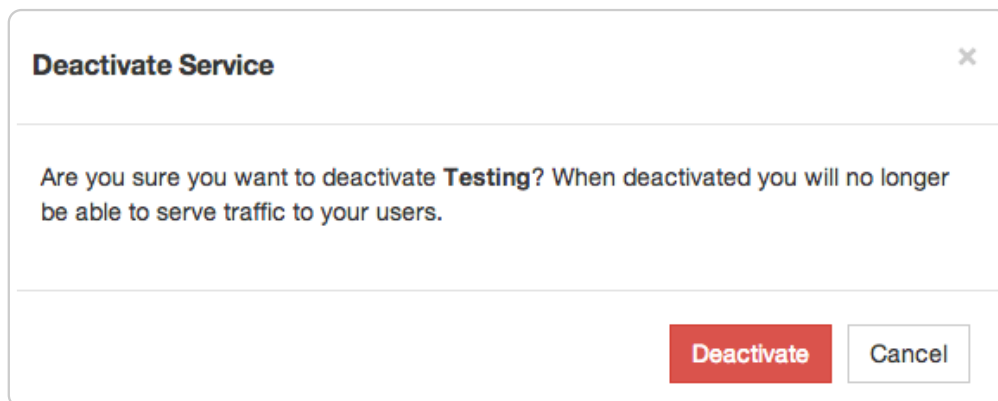 Deactivate Service
×
Are you sure you want to deactivate Testing? When deactivated you will no longer
be able to serve traffic to your users.
Deactivate Cancel